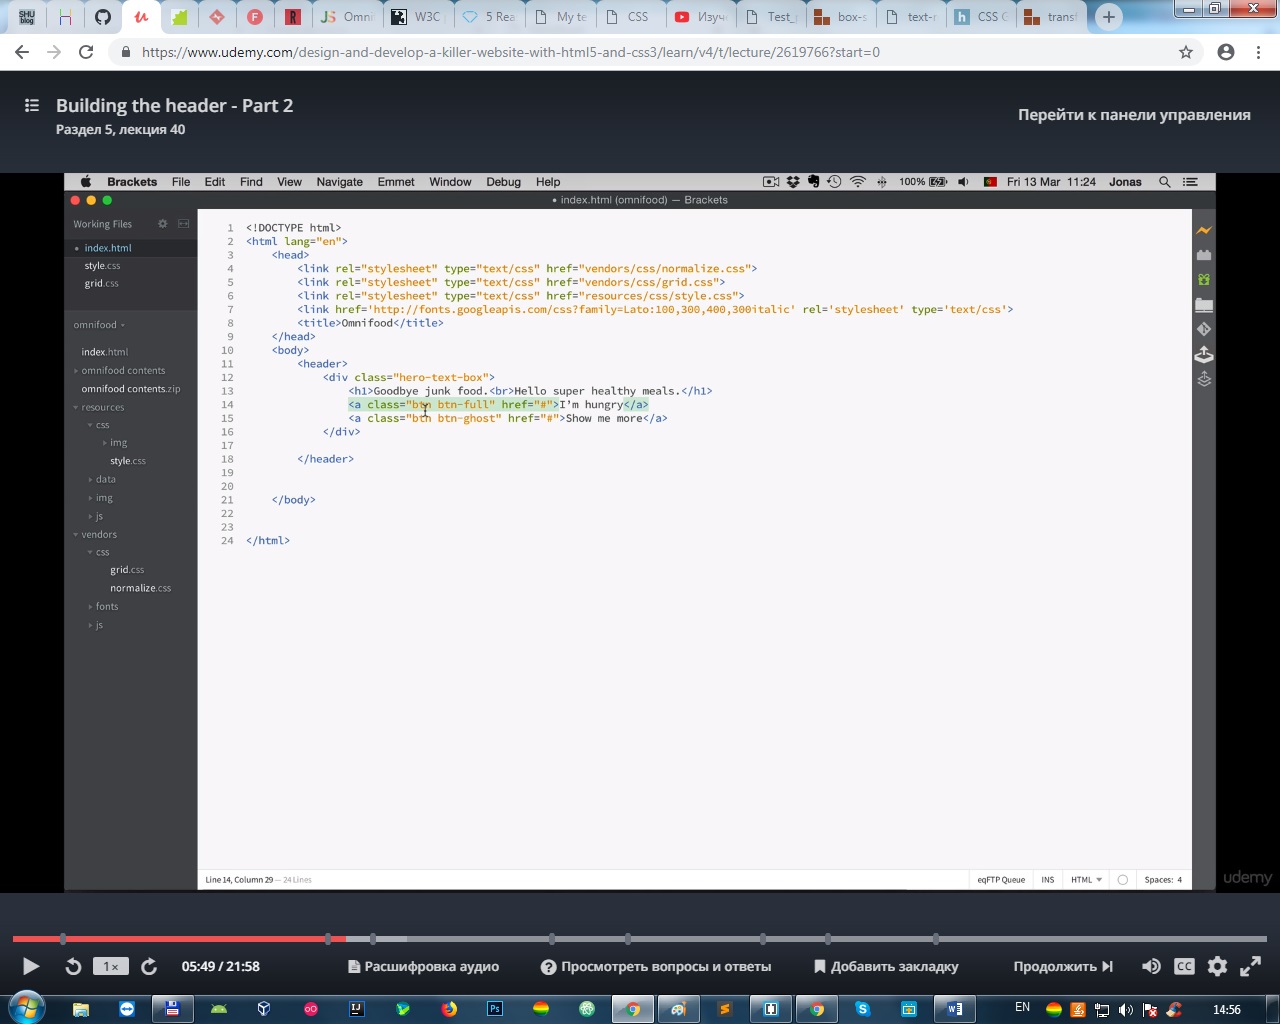 SHU
blog
Omni
W3C
5 Rea
My te
CSS
Изуч
Test_
box-s
text-
CSS
trans
https://www.udemy.com/design-and-develop-a-killer-website-with-html5-and-css3/learn/v4/t/lecture/2619766?start=0
Building the header - Part 2
Раздел 5, лекция 40
Перейти к панели управления
Brackets File Edit Find View Navigate Emmet Window Debug Help
100% Fri 13 Mar 11:24 Jonas
• index.html (omnifood) — Brackets
Working Files
• index.html
style.css
grid.css
omnifood
index.html
omnifood contents
omnifood contents.zip
resources
css
img
style.css
data
img
js
vendors
css
grid.css
normalize.css
fonts
js
1 <!DOCTYPE html>
2 <html lang="en">
3 <head>
4 <link rel="stylesheet" type="text/css" href="vendors/css/normalize.css">
5 <link rel="stylesheet" type="text/css" href="vendors/css/grid.css">
6 <link rel="stylesheet" type="text/css" href="resources/css/style.css">
7 <link href='http://fonts.googleapis.com/css?family=Lato:100,300,400,300italic' rel='stylesheet' type='text/css'>
8 <title>Omnifood</title>
9 </head>
10 <body>
11 <header>
12 <div class="hero-text-box">
13 <h1>Goodbye junk food.<br>Hello super healthy meals.</h1>
14 <a class="btn btn-full" href="#">I’m hungry</a>
15 <a class="btn btn-ghost" href="#">Show me more</a>
16 </div>
17
18 </header>
19
20
21 </body>
22
23
24 </html>
Line 14, Column 29 — 24 Lines
eqFTP Queue INS HTML Spaces: 4
udemy
1× 05:49 / 21:58 Расшифровка аудио Просмотреть вопросы и ответы Добавить закладку Продолжить CC
EN 14:56